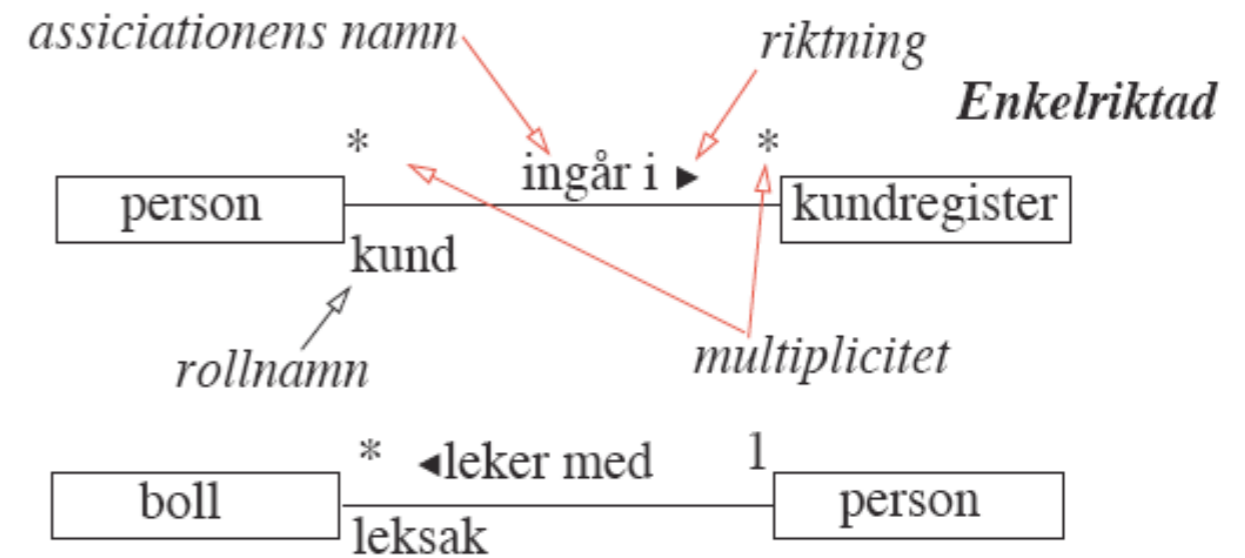 assiciationens namn
riktning
Enkelriktad
* ingår i ► *
person
kundregister
kund
rollnamn
multiplicitet
* ◄leker med 1
boll
person
leksak